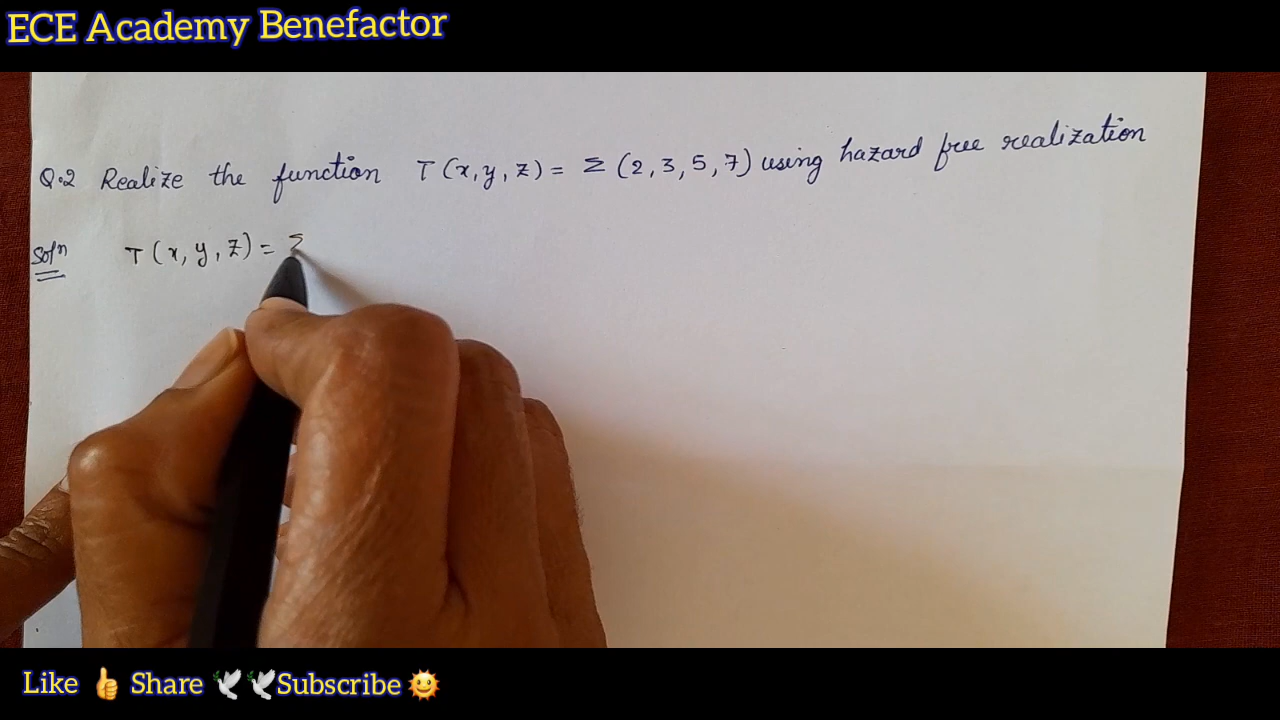 ECE Academy Benefactor
Q.2 Realize the function T(x,y,z) = Σ (2,3,5,7) using hazard free realization
Solⁿ T(x,y,z) = Σ
Like 👍 Share 🕊️🕊️Subscribe 🌞